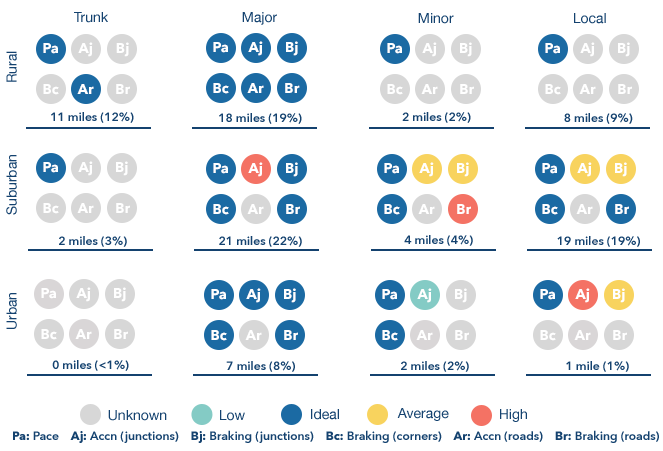 Trunk Major Minor Local
Rural
Pa Aj Bj Pa Aj Bj Pa Aj Bj Pa Aj Bj
Bc Ar Br Bc Ar Br Bc Ar Br Bc Ar Br
11 miles (12%) 18 miles (19%) 2 miles (2%) 8 miles (9%)
Suburban
Pa Aj Bj Pa Aj Bj Pa Aj Bj Pa Aj Bj
Bc Ar Br Bc Ar Br Bc Ar Br Bc Ar Br
2 miles (3%) 21 miles (22%) 4 miles (4%) 19 miles (19%)
Urban
Pa Aj Bj Pa Aj Bj Pa Aj Bj Pa Aj Bj
Bc Ar Br Bc Ar Br Bc Ar Br Bc Ar Br
0 miles (<1%) 7 miles (8%) 2 miles (2%) 1 mile (1%)
Unknown Low Ideal Average High
Pa: Pace Aj: Accn (junctions) Bj: Braking (junctions) Bc: Braking (corners) Ar: Accn (roads) Br: Braking (roads)